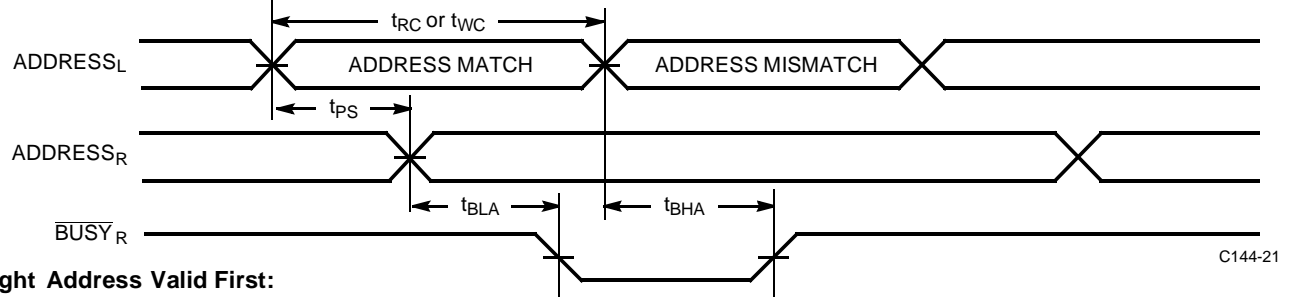 tRC or tWC
ADDRESSL
ADDRESS MATCH
ADDRESS MISMATCH
tPS
ADDRESSR
tBLA
tBHA
BUSYR
C144-21
ght Address Valid First: